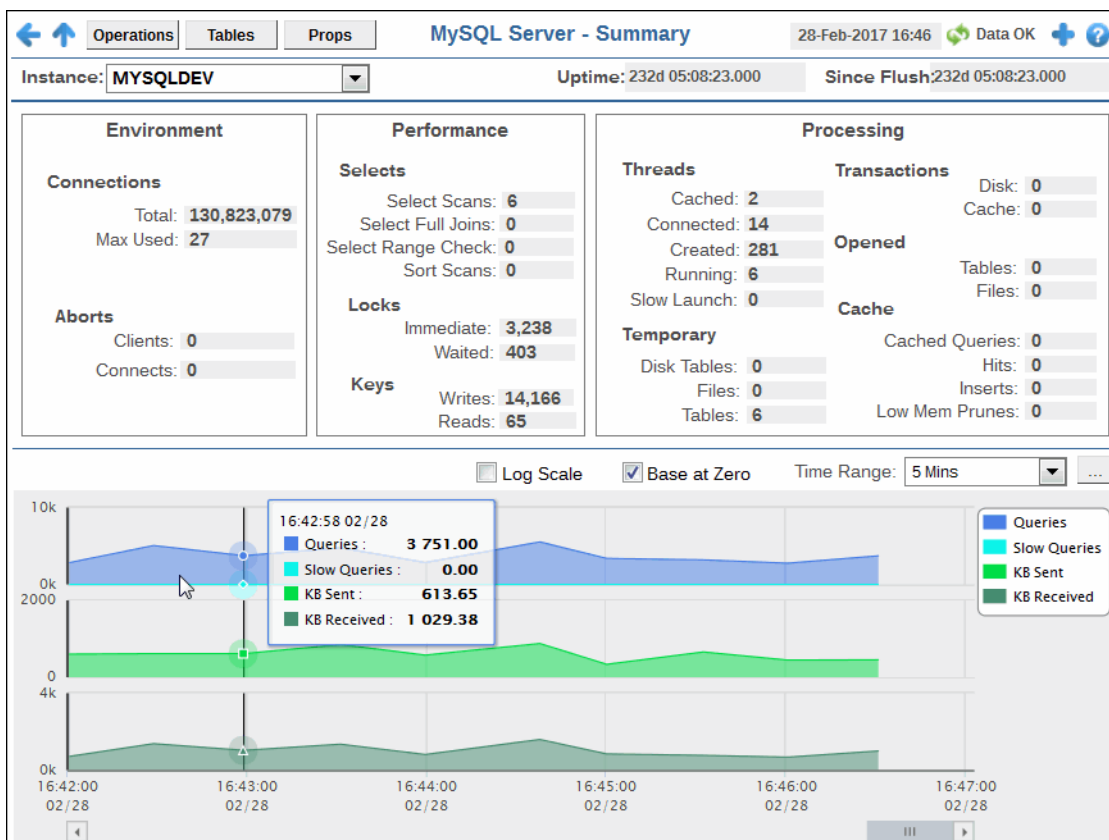 Operations Tables Props MySQL Server - Summary 28-Feb-2017 16:46 Data OK
Instance: MYSQLDEV Uptime: 232d 05:08:23.000 Since Flush: 232d 05:08:23.000
Environment
Connections
Total: 130,823,079
Max Used: 27
Aborts
Clients: 0
Connects: 0
Performance
Selects
Select Scans: 6
Select Full Joins: 0
Select Range Check: 0
Sort Scans: 0
Locks
Immediate: 3,238
Waited: 403
Keys
Writes: 14,166
Reads: 65
Processing
Threads
Cached: 2
Connected: 14
Created: 281
Running: 6
Slow Launch: 0
Temporary
Disk Tables: 0
Files: 0
Tables: 6
Transactions
Disk: 0
Cache: 0
Opened
Tables: 0
Files: 0
Cache
Cached Queries: 0
Hits: 0
Inserts: 0
Low Mem Prunes: 0
Log Scale Base at Zero Time Range: 5 Mins ...
10k
0k
2000
0
4k
0k
16:42:58 02/28
Queries : 3 751.00
Slow Queries : 0.00
KB Sent : 613.65
KB Received : 1 029.38
Queries
Slow Queries
KB Sent
KB Received
16:42:00 16:43:00 16:44:00 16:45:00 16:46:00 16:47:00
02/28 02/28 02/28 02/28 02/28 02/28